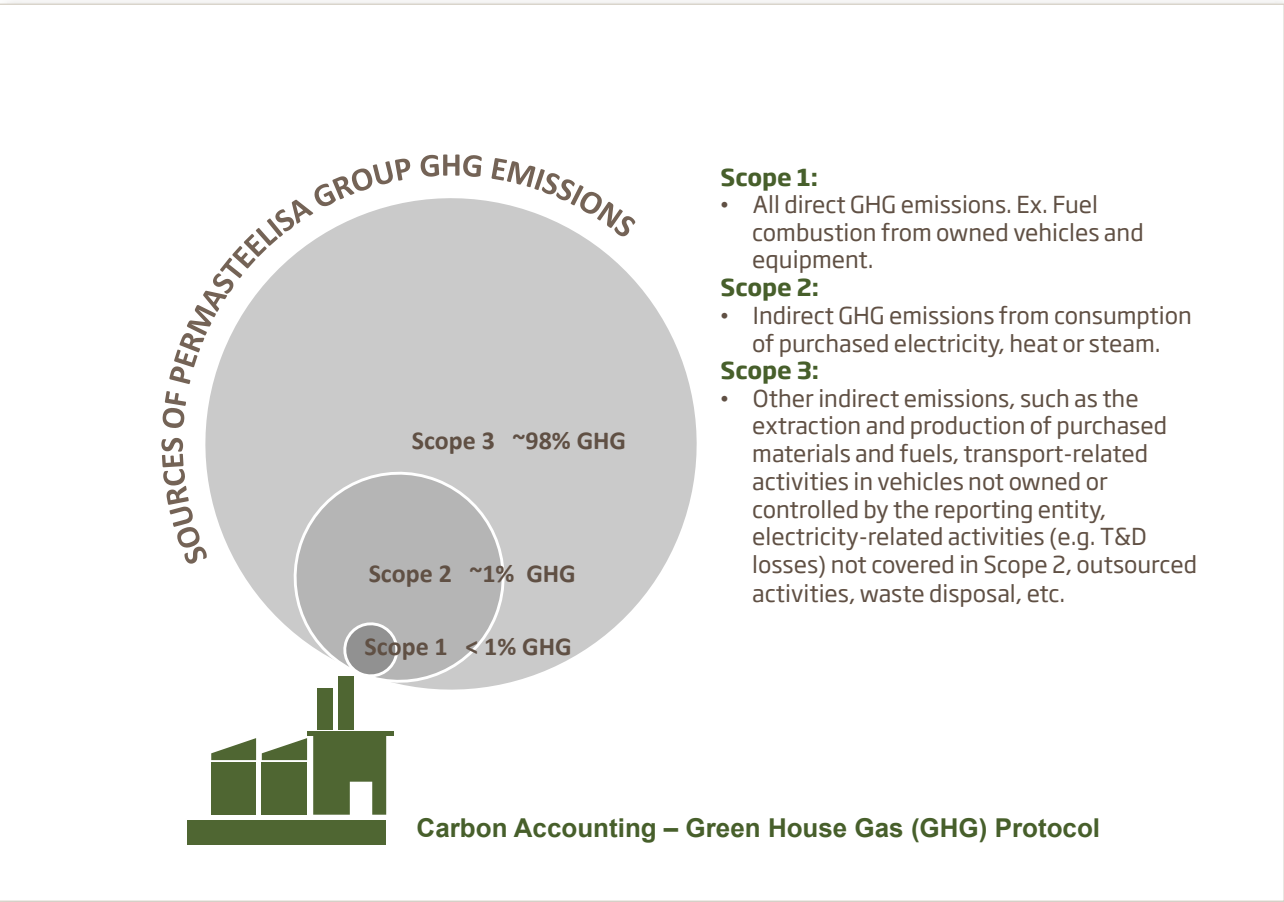 SOURCES OF PERMASTEELISA GROUP GHG EMISSIONS
Scope 3 ~98% GHG
Scope 2 ~1% GHG
Scope 1 < 1% GHG
Scope 1:
• All direct GHG emissions. Ex. Fuel
combustion from owned vehicles and
equipment.
Scope 2:
• Indirect GHG emissions from consumption
of purchased electricity, heat or steam.
Scope 3:
• Other indirect emissions, such as the
extraction and production of purchased
materials and fuels, transport-related
activities in vehicles not owned or
controlled by the reporting entity,
electricity-related activities (e.g. T&D
losses) not covered in Scope 2, outsourced
activities, waste disposal, etc.
Carbon Accounting – Green House Gas (GHG) Protocol